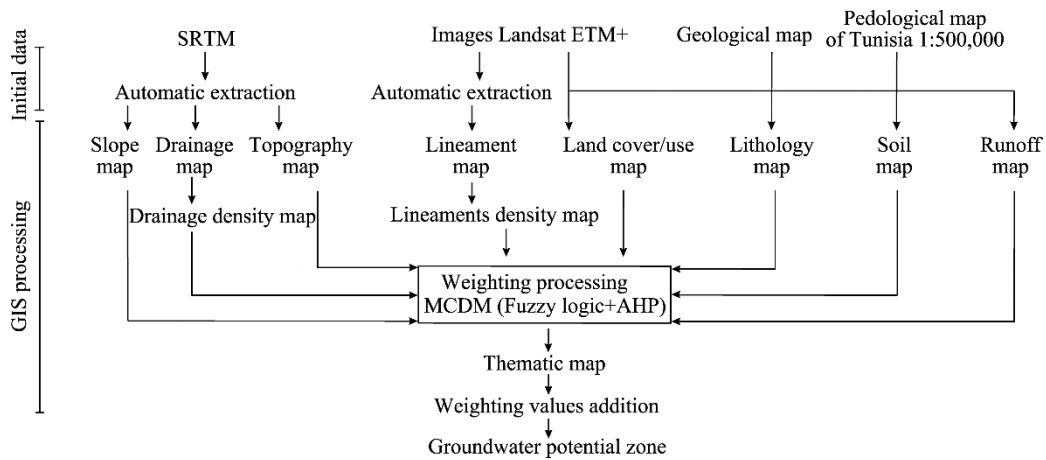 Initial data
GIS processing
SRTM
Images Landsat ETM+
Geological map
Pedological map
of Tunisia 1:500,000
Automatic extraction
Automatic extraction
Slope
map
Drainage
map
Topography
map
Lineament
map
Land cover/use
map
Lithology
map
Soil
map
Runoff
map
Drainage density map
Lineaments density map
Weighting processing
MCDM (Fuzzy logic+AHP)
Thematic map
Weighting values addition
Groundwater potential zone